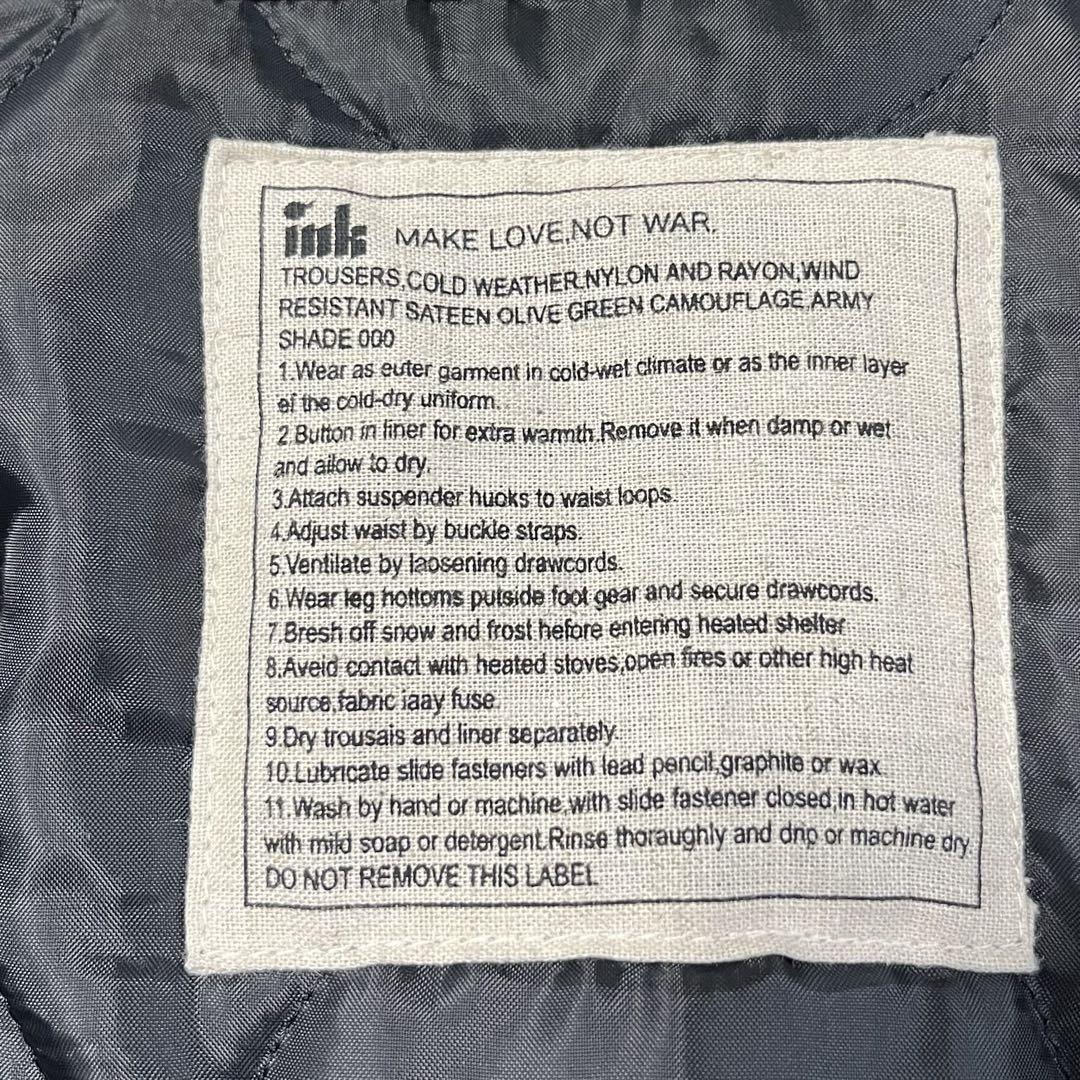 ink MAKE LOVE,NOT WAR.
TROUSERS,COLD WEATHER.NYLON AND RAYON,WIND
RESISTANT SATEEN OLIVE GREEN CAMOUFLAGE,ARMY
SHADE 000
1.Wear as euter garment in cold-wet climate or as the inner layer
ef the cold-dry uniform.
2.Button in liner for extra warmth.Remove it when damp or wet
and allow to dry.
3.Attach suspender huoks to waist loops.
4.Adjust waist by buckle straps.
5.Ventilate by laosening drawcords.
6.Wear leg hottoms putside foot gear and secure drawcords.
7.Bresh off snow and frost hefore entering heated shelter
8.Aveid contact with heated stoves,open fires or other high heat
source,fabric iaay fuse.
9.Dry trousais and liner separately.
10.Lubricate slide fasteners with lead pencil,graphite or wax.
11.Wash by hand or machine,with slide fastener closed,in hot water
with mild soap or detergent.Rinse thoraughly and drip or machine dry.
DO NOT REMOVE THIS LABEL